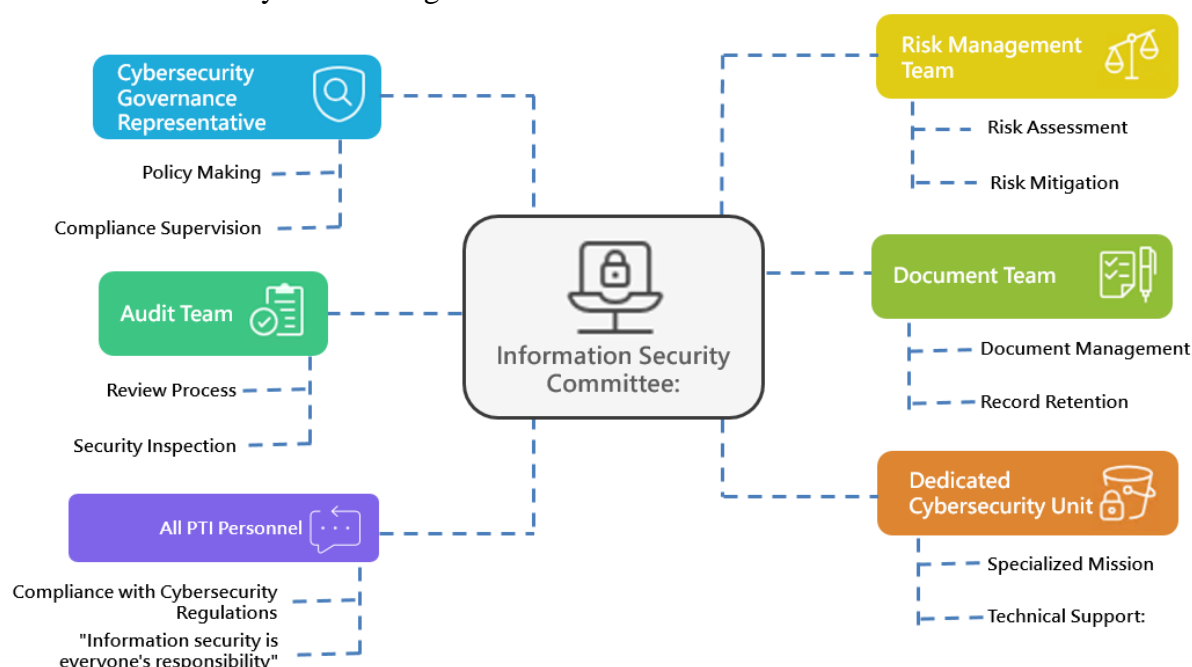 Cybersecurity
Governance
Representative
Policy Making
Compliance Supervision
Audit Team
Review Process
Security Inspection
All PTI Personnel
Compliance with Cybersecurity
Regulations
"Information security is
everyone's responsibility"
Information Security
Committee:
Risk Management
Team
Risk Assessment
Risk Mitigation
Document Team
Document Management
Record Retention
Dedicated
Cybersecurity Unit
Specialized Mission
Technical Support: